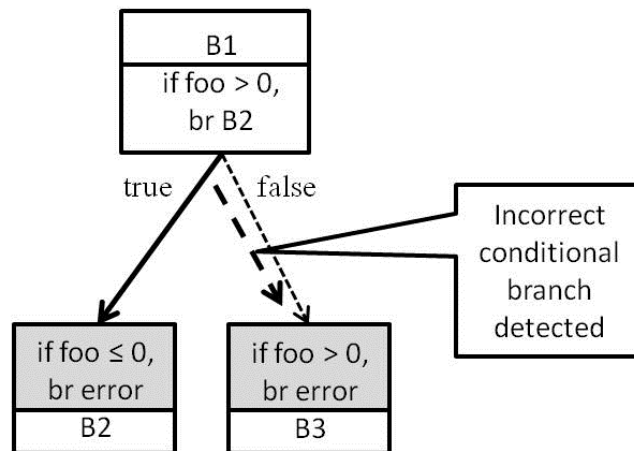 B1
if foo > 0,
br B2
true
false
Incorrect
conditional
branch
detected
if foo ≤ 0,
br error
B2
if foo > 0,
br error
B3